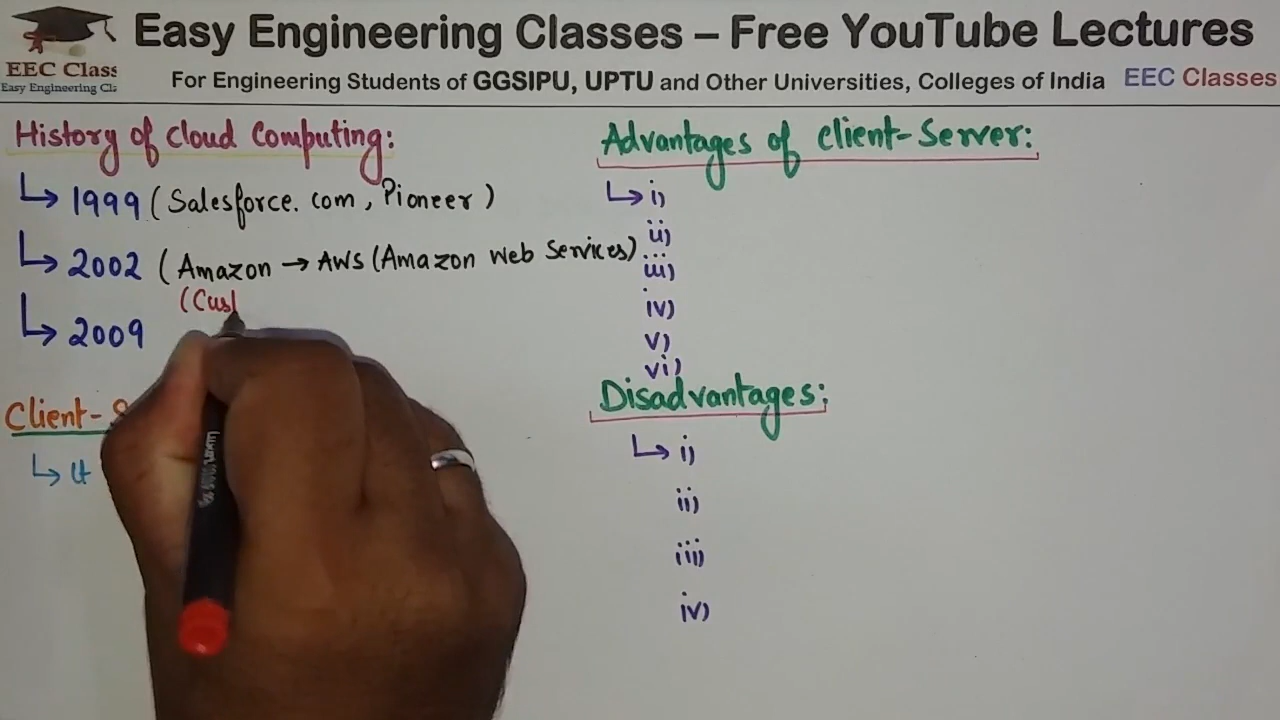 Easy Engineering Classes – Free YouTube Lectures
EEC Class
Easy Engineering Cl
For Engineering Students of GGSIPU, UPTU and Other Universities, Colleges of India EEC Classes
History of Cloud Computing:
↳ 1999 (Salesforce.com, Pioneer)
↳ 2002 (Amazon → AWS (Amazon Web Services)
(Cus
↳ 2009
Client-
↳ It
Advantages of Client-Server:
↳ i)
ii)
iii)
iv)
v)
vi)
Disadvantages:
↳ i)
ii)
iii)
iv)